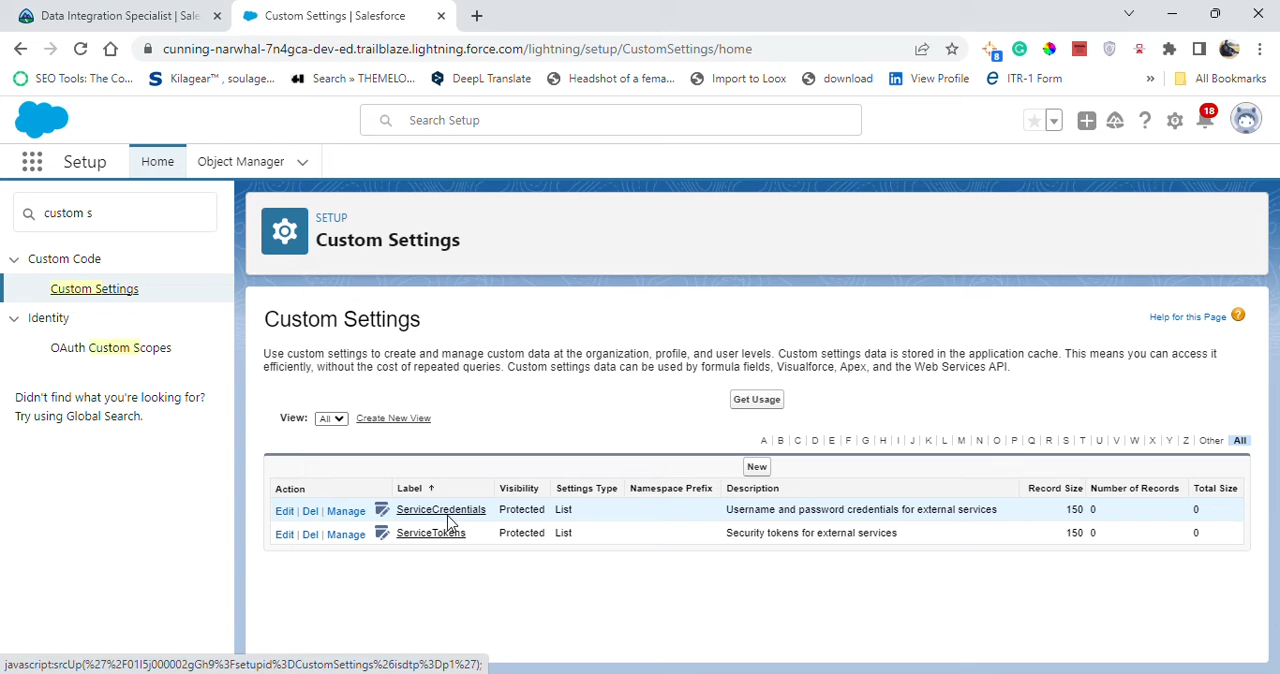 Data Integration Specialist | Sale
Custom Settings | Salesforce
cunning-narwhal-7n4gca-dev-ed.trailblaze.lightning.force.com/lightning/setup/CustomSettings/home
8
SEO Tools: The Co...
Kilagear™, soulage...
Search » THEMELO...
DeepL Translate
Headshot of a fema...
Import to Loox
download
View Profile
ITR-1 Form
»
All Bookmarks
Search Setup
18
Setup
Home
Object Manager
custom s
Custom Code
Custom Settings
Identity
OAuth Custom Scopes
Didn't find what you're looking for?
Try using Global Search.
SETUP
Custom Settings
Custom Settings
Help for this Page
Use custom settings to create and manage custom data at the organization, profile, and user levels. Custom settings data is stored in the application cache. This means you can access it
efficiently, without the cost of repeated queries. Custom settings data can be used by formula fields, Visualforce, Apex, and the Web Services API.
Get Usage
View: All Create New View
A | B | C | D | E | F | G | H | I | J | K | L | M | N | O | P | Q | R | S | T | U | V | W | X | Y | Z | Other | All
New
Action Label ↑ Visibility Settings Type Namespace Prefix Description Record Size Number of Records Total Size
Edit | Del | Manage ServiceCredentials Protected List Username and password credentials for external services 150 0 0
Edit | Del | Manage ServiceTokens Protected List Security tokens for external services 150 0 0
javascript:srcUp(%27%2F01I5j000002gGh9%3Fsetupid%3DCustomSettings%26isdtp%3Dp1%27);